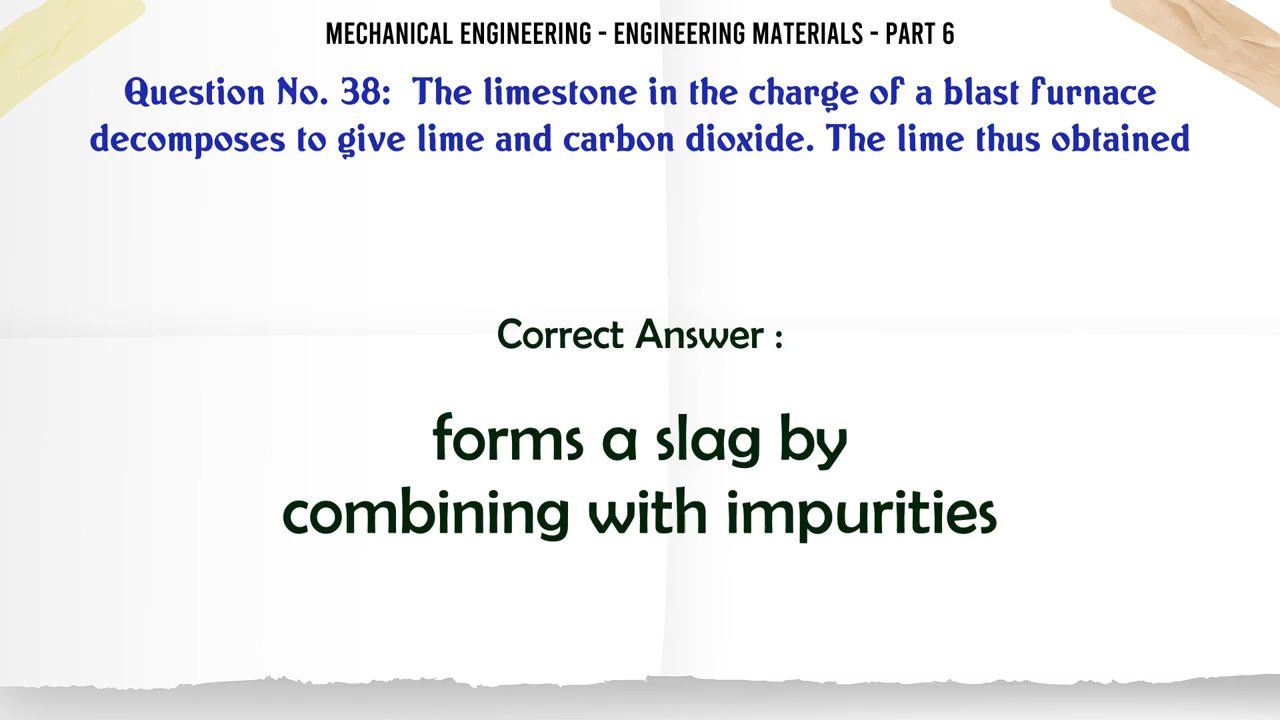 MECHANICAL ENGINEERING - ENGINEERING MATERIALS - PART 6
Question No. 38:  The limestone in the charge of a blast furnace
decomposes to give lime and carbon dioxide. The lime thus obtained
Correct Answer :
forms a slag by
combining with impurities